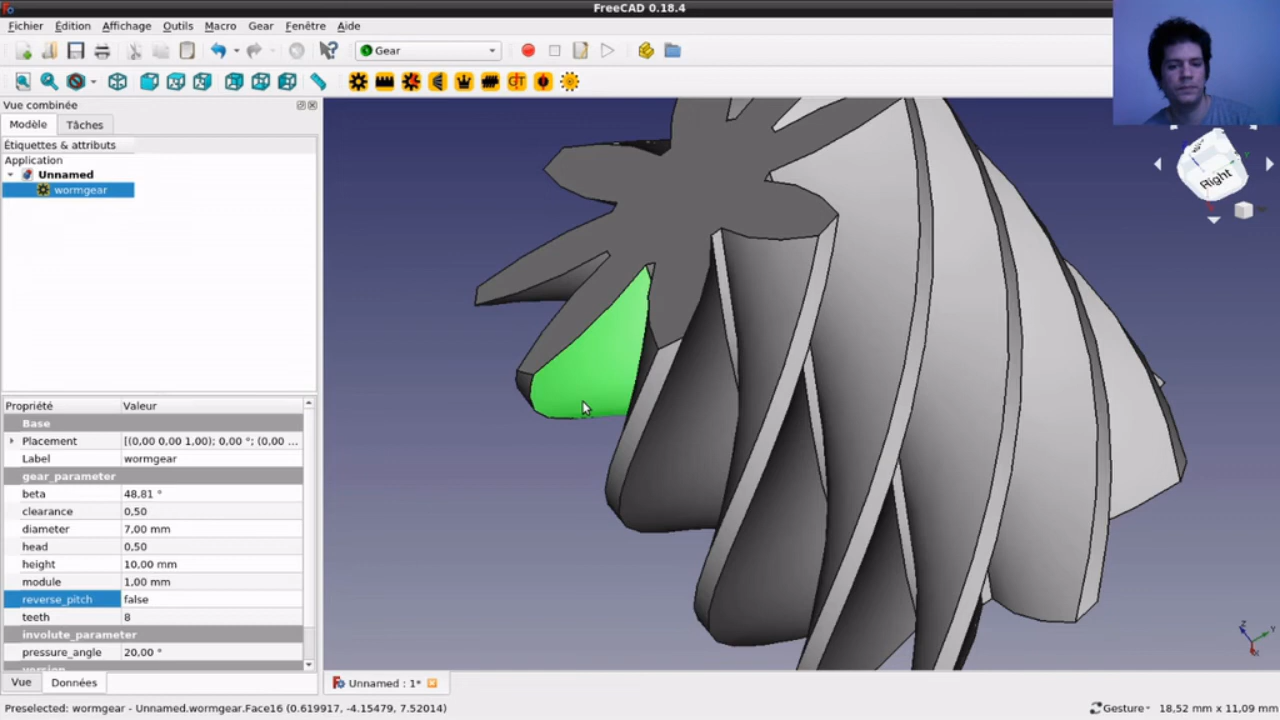 FreeCAD 0.18.4
Fichier Édition Affichage Outils Macro Gear Fenêtre Aide
Gear
Vue combinée
Modèle Tâches
Étiquettes & attributs
Application
Unnamed
wormgear
Propriété Valeur
Base
Placement [(0,00 0.00 1,00); 0,00 °; (0,00 ...
Label wormgear
gear_parameter
beta 48,81 °
clearance 0,50
diameter 7,00 mm
head 0,50
height 10,00 mm
module 1,00 mm
reverse_pitch false
teeth 8
involute_parameter
pressure_angle 20,00 °
version
Vue Données
Right
Z Y X
Unnamed : 1*
Preselected: wormgear - Unnamed.wormgear.Face16 (0.619917, -4.15479, 7.52014)
Gesture 18,52 mm x 11,09 mm